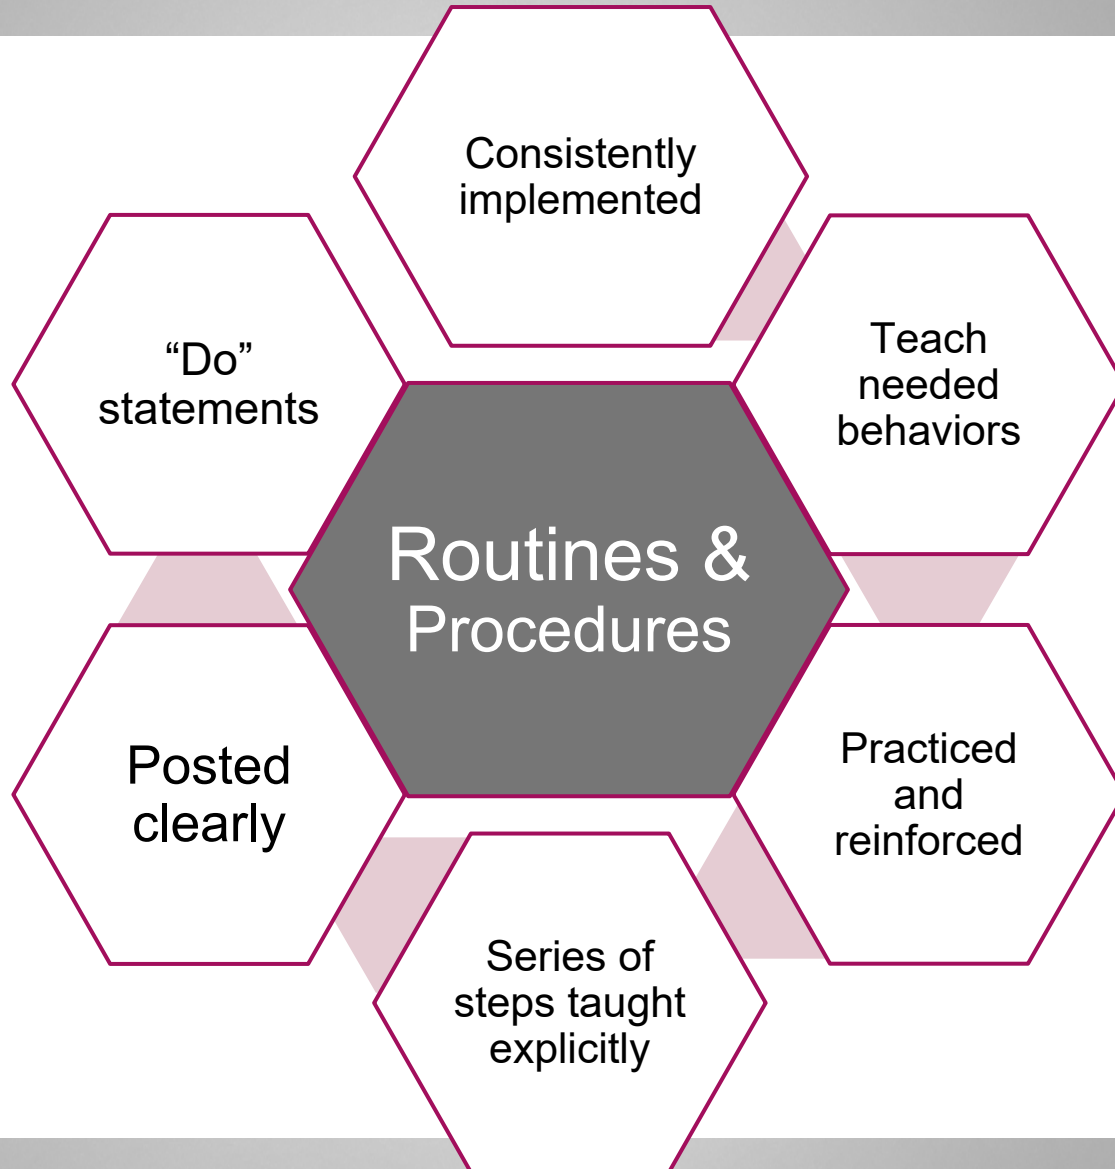 Consistently
implemented
“Do”
statements
Teach
needed
behaviors
Routines &
Procedures
Posted
clearly
Practiced
and
reinforced
Series of
steps taught
explicitly